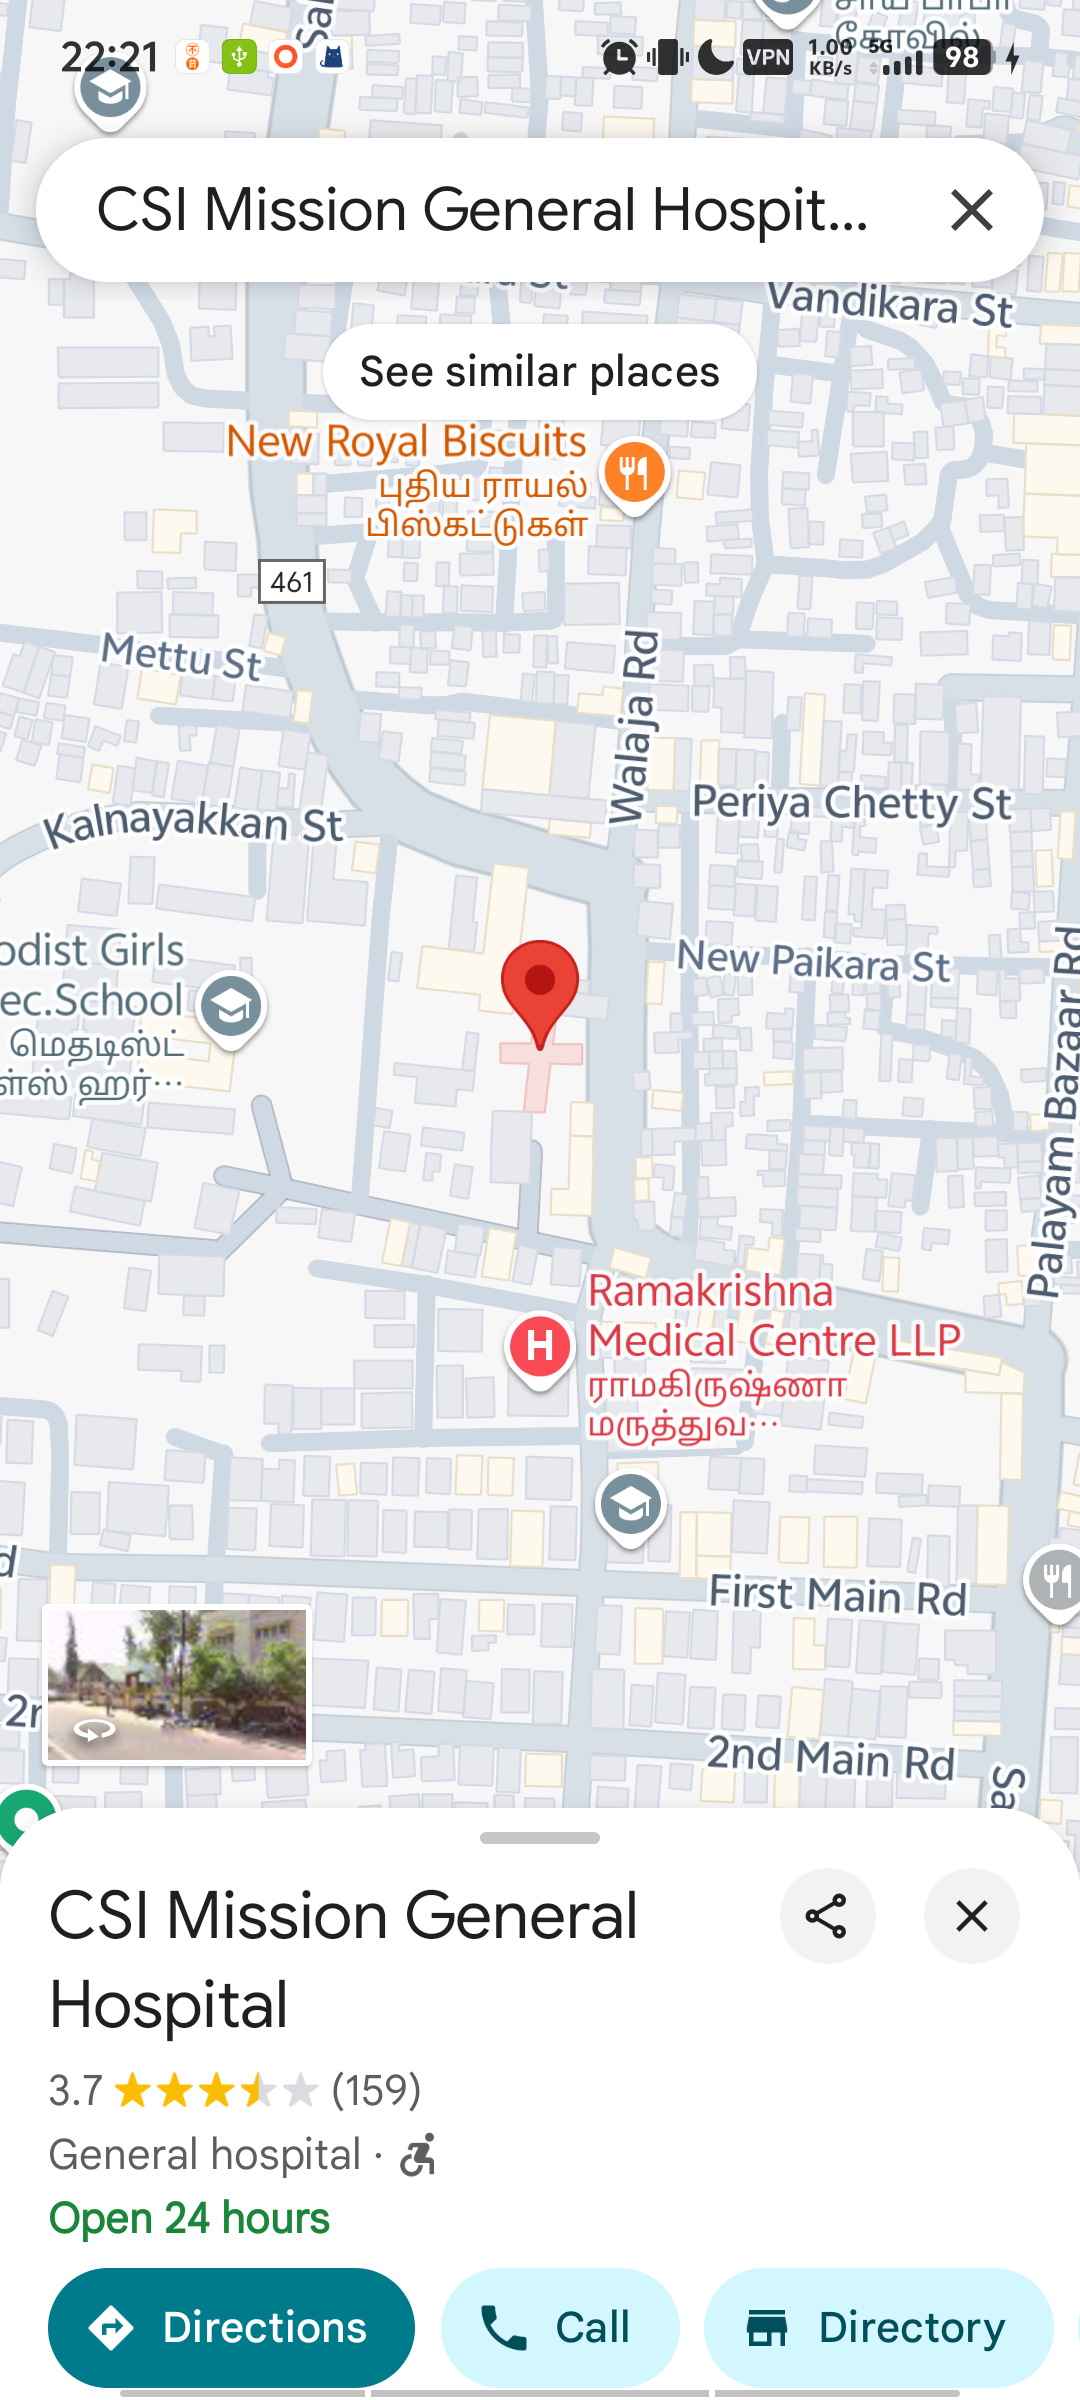 22:21
1.00
KB/s
VPN
5G
98
கோவில்
CSI Mission General Hospit...
Vandikara St
See similar places
New Royal Biscuits
புதிய ராயல்
பிஸ்கட்டுகள்
461
Mettu St
Walaja Rd
Kalnayakkan St
Periya Chetty St
odist Girls
ec.School
மெதடிஸ்ட்
ள்ஸ் ஹர்...
New Paikara St
Palayam Bazaar Rd
Ramakrishna
Medical Centre LLP
ராமகிருஷ்ணா
மருத்துவ...
H
First Main Rd
2nd Main Rd
CSI Mission General
Hospital
3.7 (159)
General hospital ·
Open 24 hours
Directions
Call
Directory